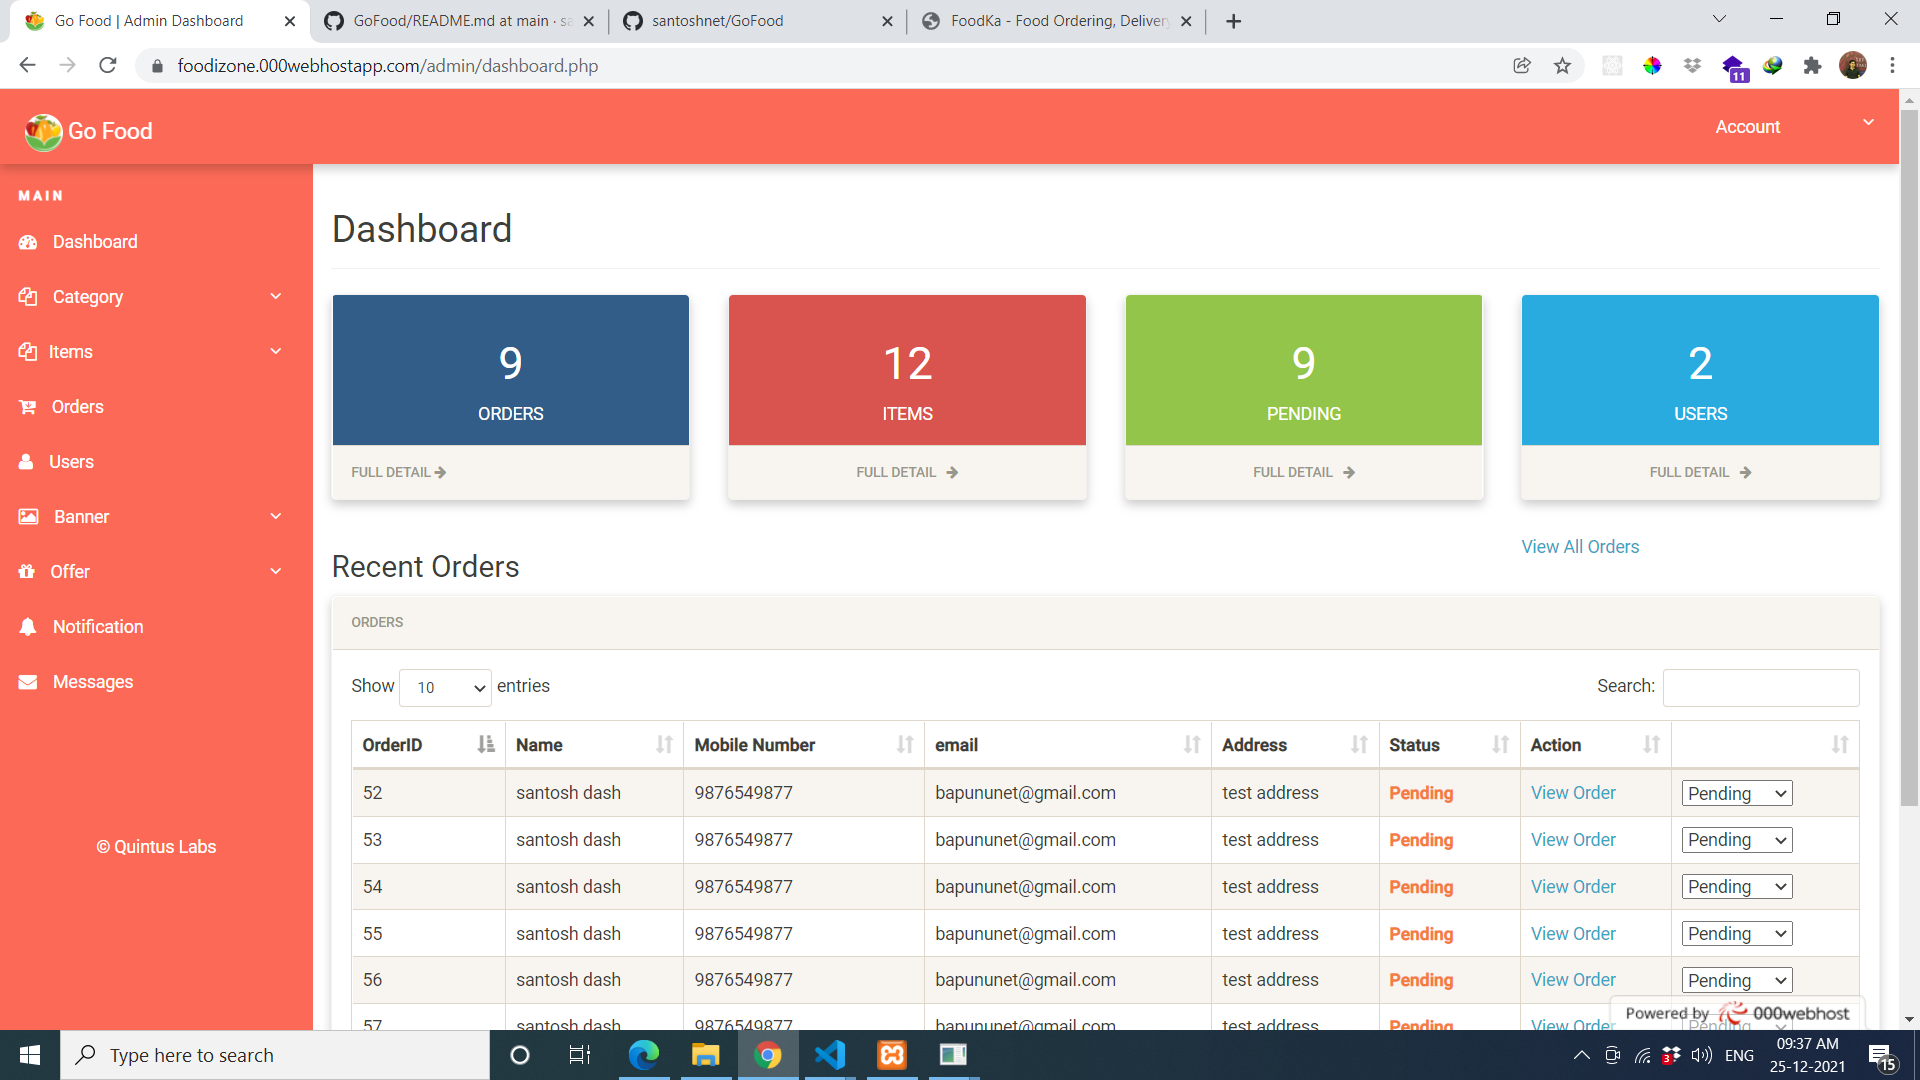 Go Food | Admin Dashboard
GoFood/README.md at main · sa
santoshnet/GoFood
FoodKa - Food Ordering, Delivery
foodizone.000webhostapp.com/admin/dashboard.php
11
Go Food
Account
MAIN
Dashboard
Category
Items
Orders
Users
Banner
Offer
Notification
Messages
© Quintus Labs
Dashboard
9
ORDERS
FULL DETAIL
12
ITEMS
FULL DETAIL
9
PENDING
FULL DETAIL
2
USERS
FULL DETAIL
View All Orders
Recent Orders
ORDERS
Show 10 entries
Search:
OrderID Name Mobile Number email Address Status Action
52 santosh dash 9876549877 bapununet@gmail.com test address Pending View Order Pending
53 santosh dash 9876549877 bapununet@gmail.com test address Pending View Order Pending
54 santosh dash 9876549877 bapununet@gmail.com test address Pending View Order Pending
55 santosh dash 9876549877 bapununet@gmail.com test address Pending View Order Pending
56 santosh dash 9876549877 bapununet@gmail.com test address Pending View Order Pending
57 santosh dash 9876549877 bapununet@gmail.com test address Pending View Order Pending
Powered by 000webhost
Type here to search
3
ENG
09:37 AM
25-12-2021
15